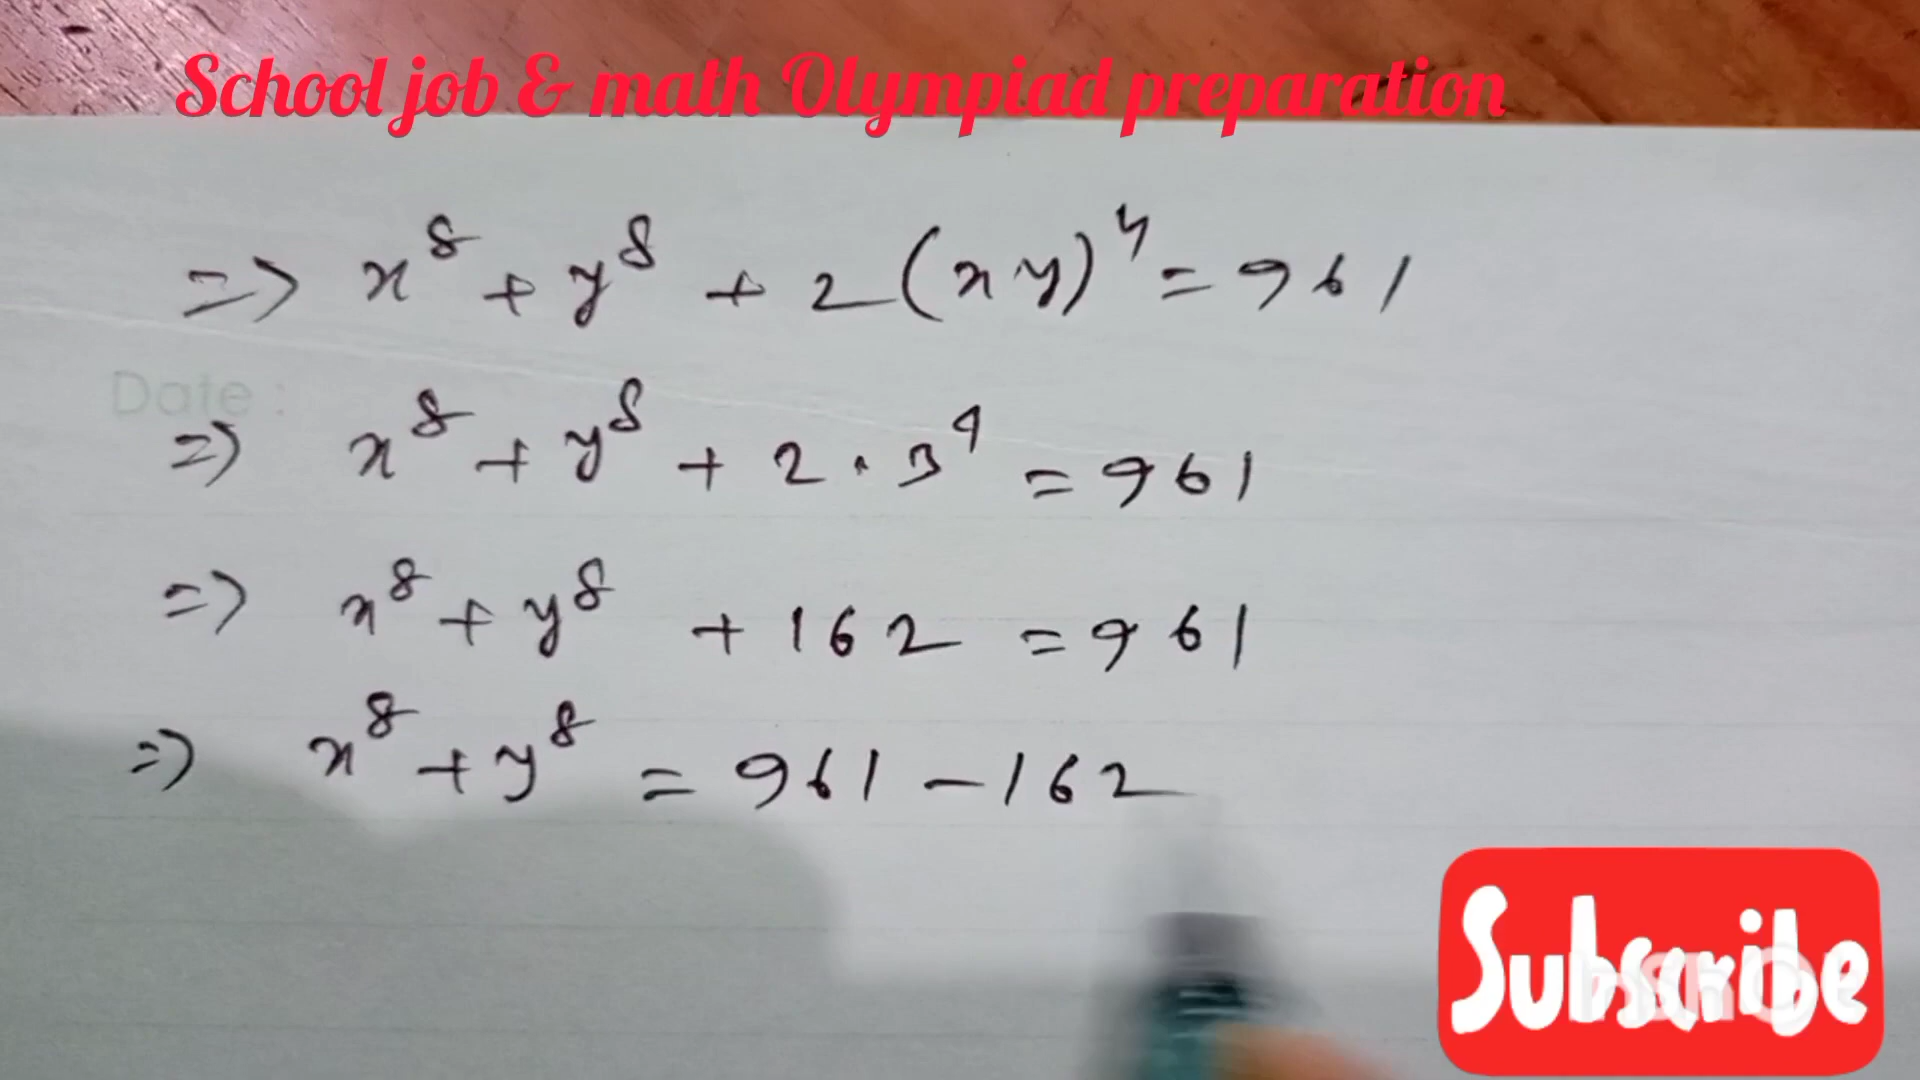 School job & math Olympiad preparation
=> x⁸ + y⁸ + 2(xy)⁴ = 961
Date :
=> x⁸ + y⁸ + 2 · 3⁴ = 961
=> x⁸ + y⁸ + 162 = 961
=> x⁸ + y⁸ = 961 - 162
Subscribe